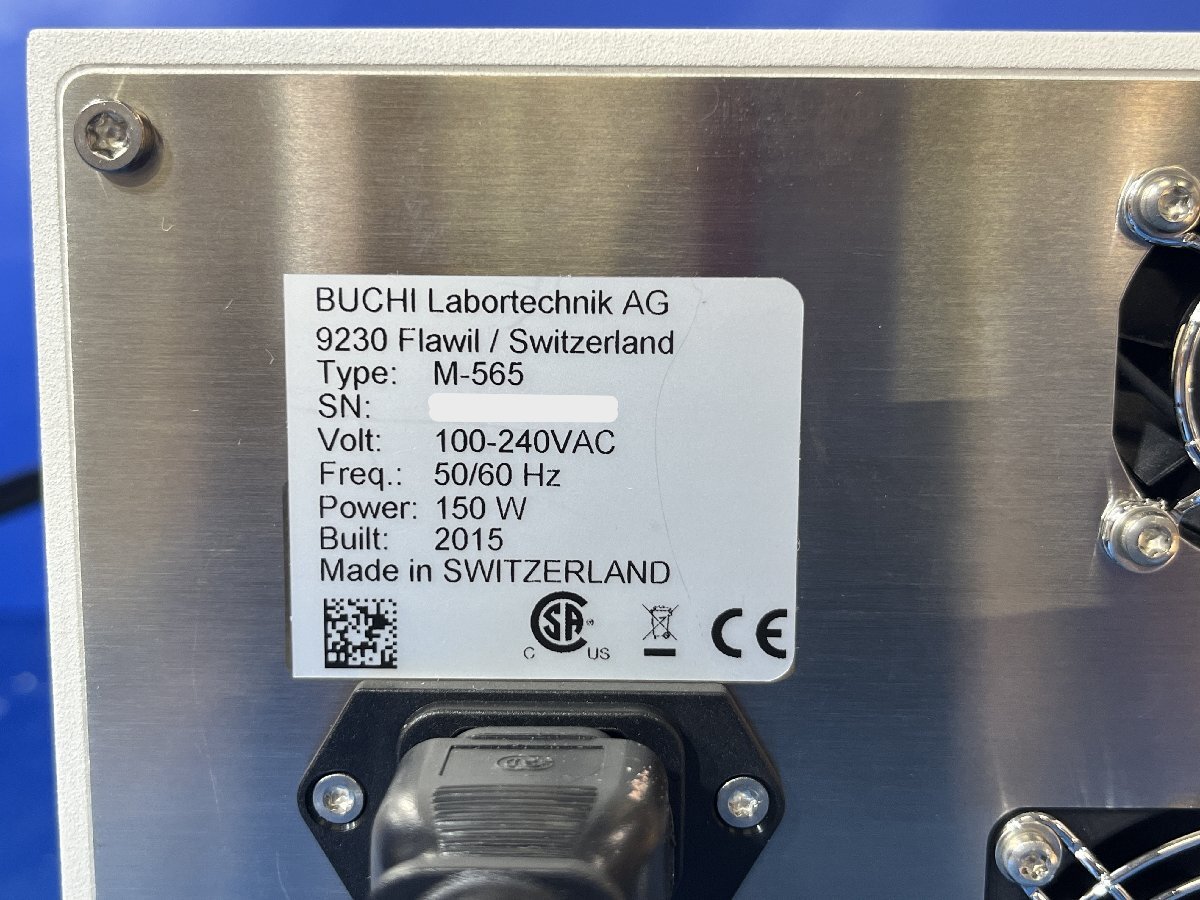 BUCHI Labortechnik AG
9230 Flawil / Switzerland
Type: M-565
SN:
Volt: 100-240VAC
Freq.: 50/60 Hz
Power: 150 W
Built: 2015
Made in SWITZERLAND
C SA ® US
CE